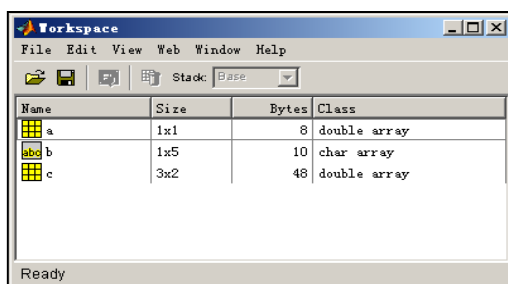 Workspace
File Edit View Web Window Help
Stack: Base
Name Size Bytes Class
a 1x1 8 double array
abc b 1x5 10 char array
c 3x2 48 double array
Ready